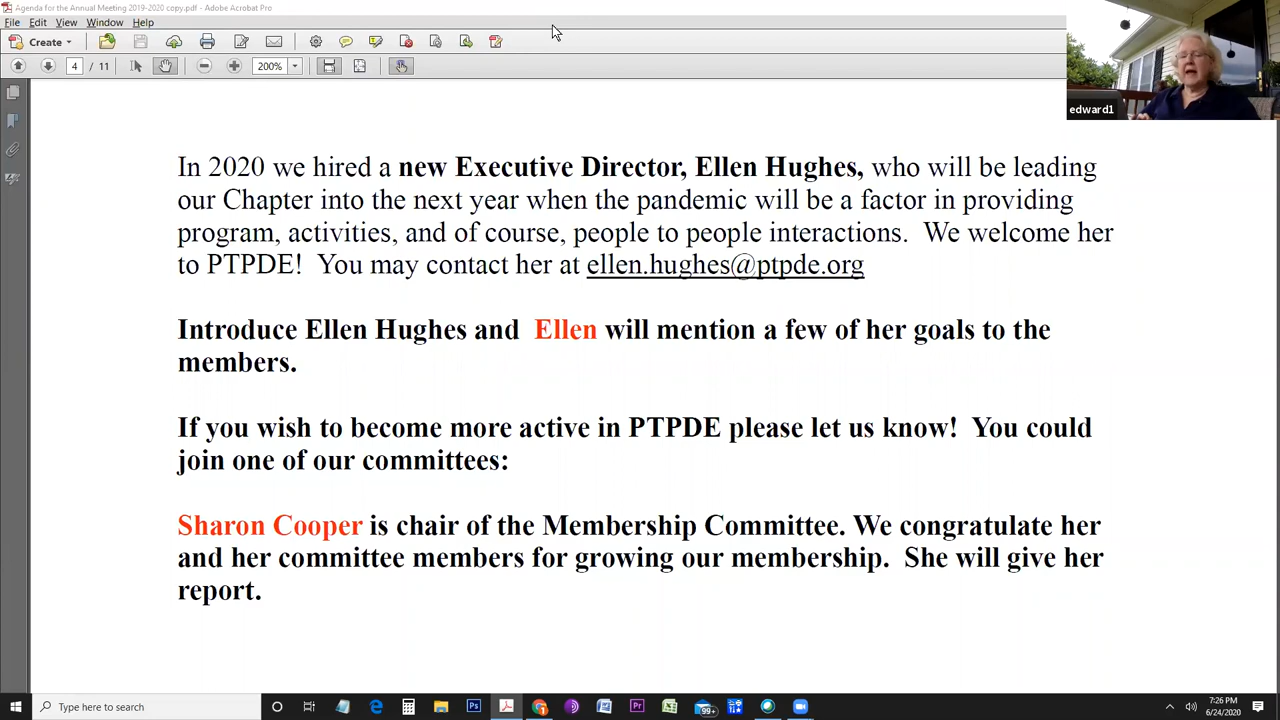 Agenda for the Annual Meeting 2019-2020 copy.pdf - Adobe Acrobat Pro
File Edit View Window Help
Create
4 / 11 200%
edward1
In 2020 we hired a new Executive Director, Ellen Hughes, who will be leading
our Chapter into the next year when the pandemic will be a factor in providing
program, activities, and of course, people to people interactions. We welcome her
to PTPDE! You may contact her at ellen.hughes@ptpde.org
Introduce Ellen Hughes and Ellen will mention a few of her goals to the
members.
If you wish to become more active in PTPDE please let us know! You could
join one of our committees:
Sharon Cooper is chair of the Membership Committee. We congratulate her
and her committee members for growing our membership. She will give her
report.
Type here to search
Ps
Pr
99+
7:26 PM
6/24/2020